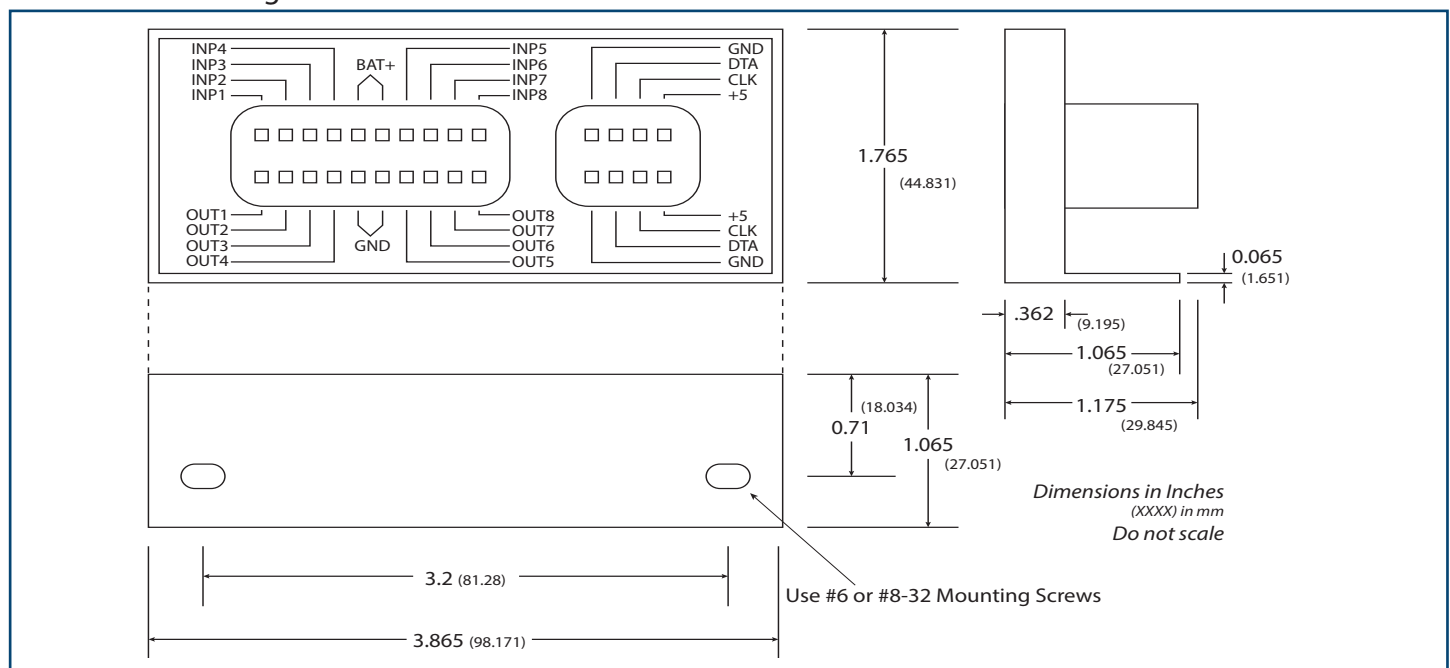 INP4
INP3
INP2
INP1
BAT+
INP5
INP6
INP7
INP8
GND
DTA
CLK
+5
OUT1
OUT2
OUT3
OUT4
GND
OUT8
OUT7
OUT6
OUT5
+5
CLK
DTA
GND
1.765
(44.831)
0.065
(1.651)
.362
(9.195)
1.065
(27.051)
1.175
(29.845)
(18.034)
0.71
1.065
(27.051)
Dimensions in Inches
(XXXX) in mm
Do not scale
3.2 (81.28)
Use #6 or #8-32 Mounting Screws
3.865 (98.171)